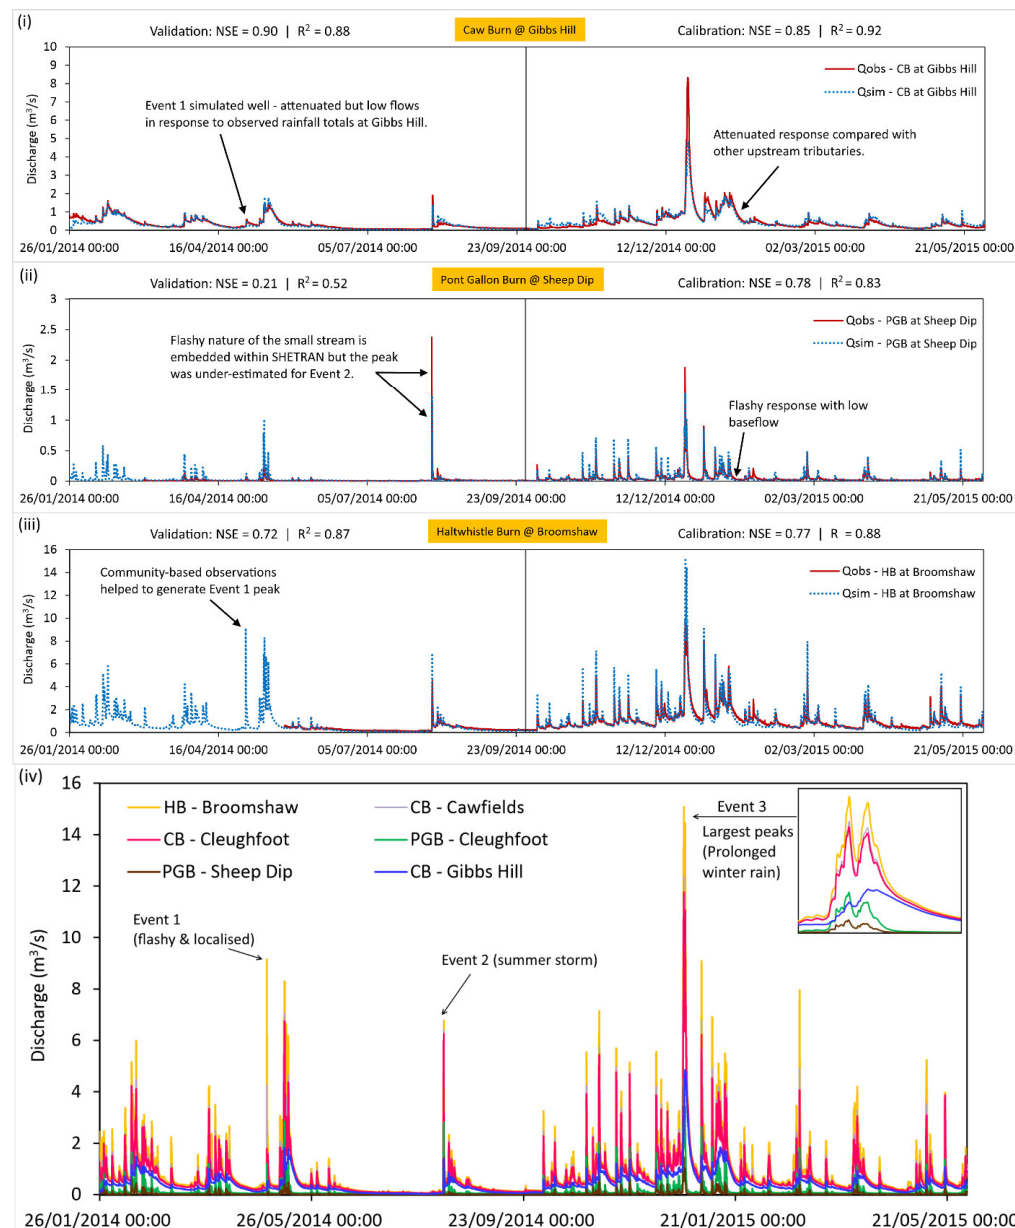 (i)
Validation: NSE = 0.90 | R² = 0.88
Caw Burn @ Gibbs Hill
Calibration: NSE = 0.85 | R² = 0.92
10
9
8
7
6
5
4
3
2
1
0
Discharge (m³/s)
Event 1 simulated well - attenuated but low flows
in response to observed rainfall totals at Gibbs Hill.
Qobs - CB at Gibbs Hill
Qsim - CB at Gibbs Hill
Attenuated response compared with
other upstream tributaries.
26/01/2014 00:00 16/04/2014 00:00 05/07/2014 00:00 23/09/2014 00:00 12/12/2014 00:00 02/03/2015 00:00 21/05/2015 00:00
(ii)
Validation: NSE = 0.21 | R² = 0.52
Pont Gallon Burn @ Sheep Dip
Calibration: NSE = 0.78 | R² = 0.83
3
2.5
2
1.5
1
0.5
0
Discharge (m³/s)
Flashy nature of the small stream is
embedded within SHETRAN but the peak
was under-estimated for Event 2.
Qobs - PGB at Sheep Dip
Qsim - PGB at Sheep Dip
Flashy response with low
baseflow
26/01/2014 00:00 16/04/2014 00:00 05/07/2014 00:00 23/09/2014 00:00 12/12/2014 00:00 02/03/2015 00:00 21/05/2015 00:00
(iii)
Validation: NSE = 0.72 | R² = 0.87
Haltwhistle Burn @ Broomshaw
Calibration: NSE = 0.77 | R = 0.88
16
14
12
10
8
6
4
2
0
Discharge (m³/s)
Community-based observations
helped to generate Event 1 peak
Qobs - HB at Broomshaw
Qsim - HB at Broomshaw
26/01/2014 00:00 16/04/2014 00:00 05/07/2014 00:00 23/09/2014 00:00 12/12/2014 00:00 02/03/2015 00:00 21/05/2015 00:00
(iv)
16
14
12
10
8
6
4
2
0
Discharge (m³/s)
HB - Broomshaw
CB - Cawfields
CB - Cleughfoot
PGB - Cleughfoot
PGB - Sheep Dip
CB - Gibbs Hill
Event 3
Largest peaks
(Prolonged
winter rain)
Event 1
(flashy & localised)
Event 2 (summer storm)
26/01/2014 00:00 26/05/2014 00:00 23/09/2014 00:00 21/01/2015 00:00 21/05/2015 00:00